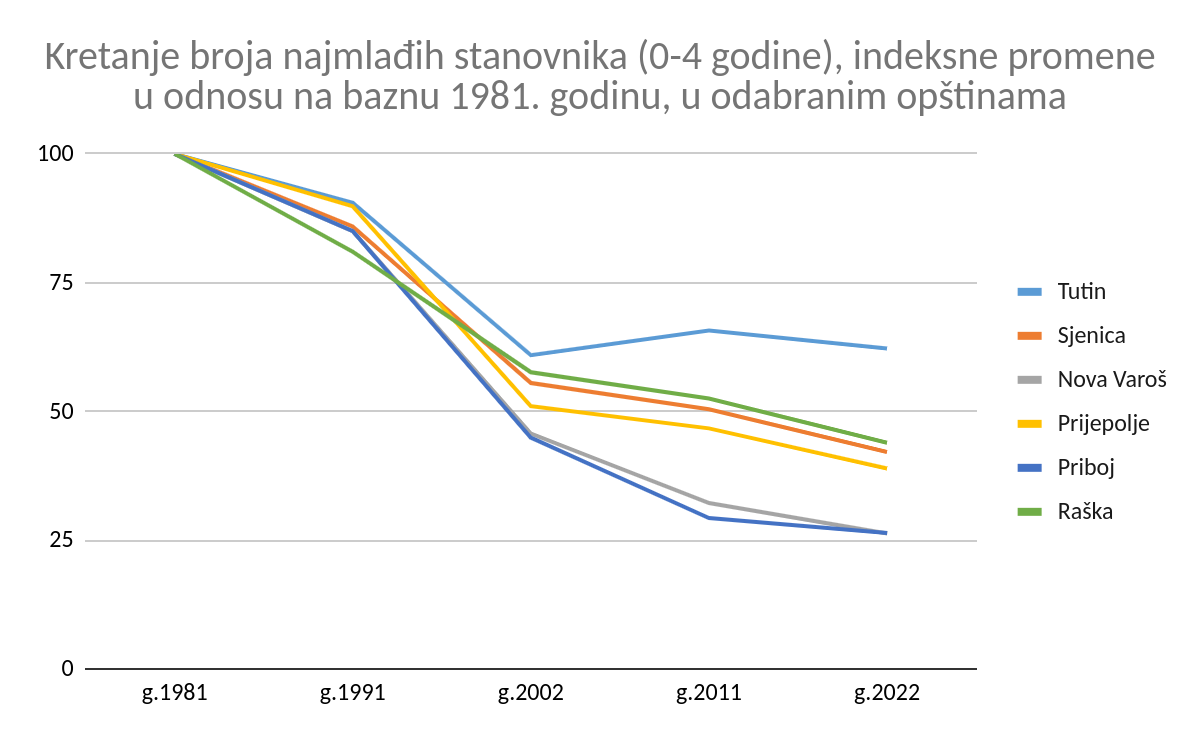 Kretanje broja najmlađih stanovnika (0-4 godine), indeksne promene
u odnosu na baznu 1981. godinu, u odabranim opštinama
100
75
50
25
0
g.1981
g.1991
g.2002
g.2011
g.2022
Tutin
Sjenica
Nova Varoš
Prijepolje
Priboj
Raška